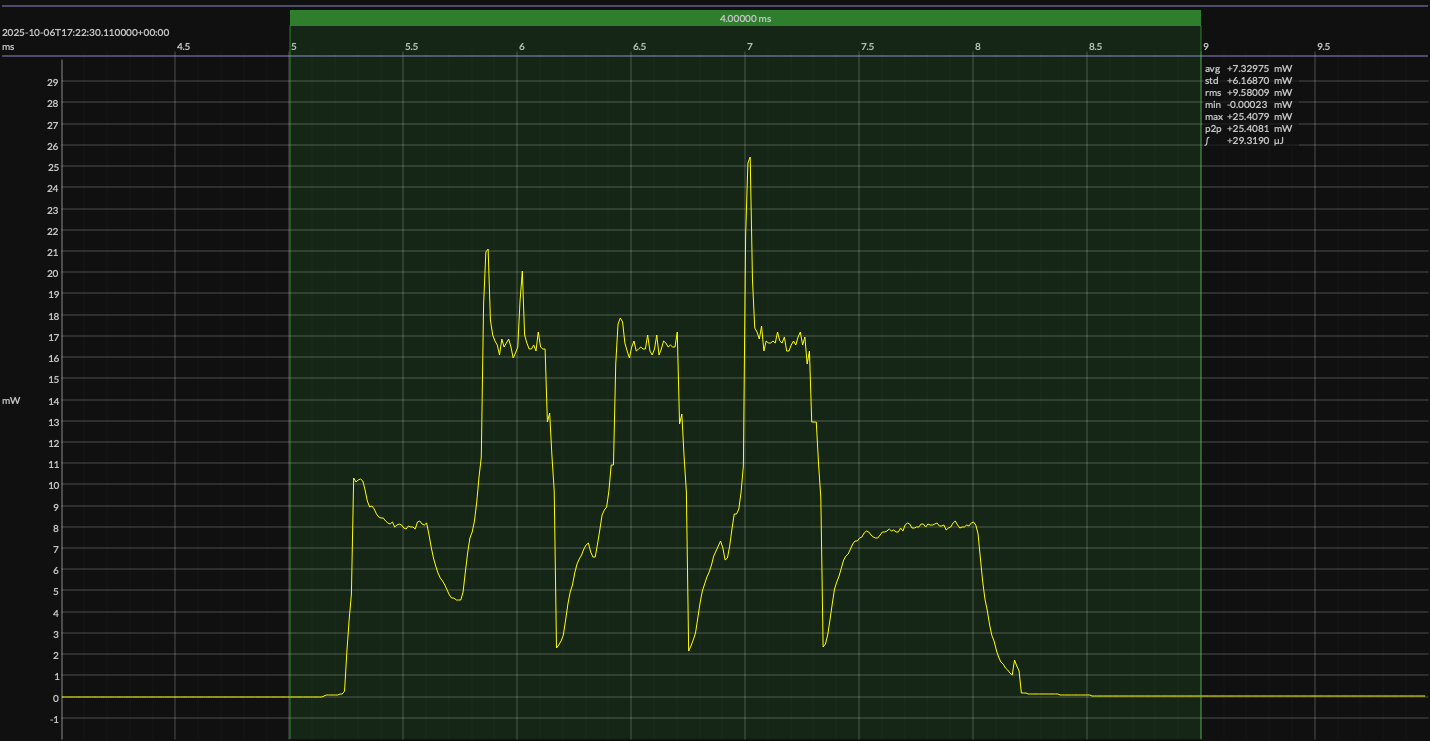 4.00000 ms
2025-10-06T17:22:30.110000+00:00
ms 4.5 5 5.5 6 6.5 7 7.5 8 8.5 9 9.5
avg +7.32975 mW
std +6.16870 mW
rms +9.58009 mW
min -0.00023 mW
max +25.4079 mW
p2p +25.4081 mW
∫ +29.3190 µJ
29
28
27
26
25
24
23
22
21
20
19
18
17
16
15
mW 14
13
12
11
10
9
8
7
6
5
4
3
2
1
0
-1